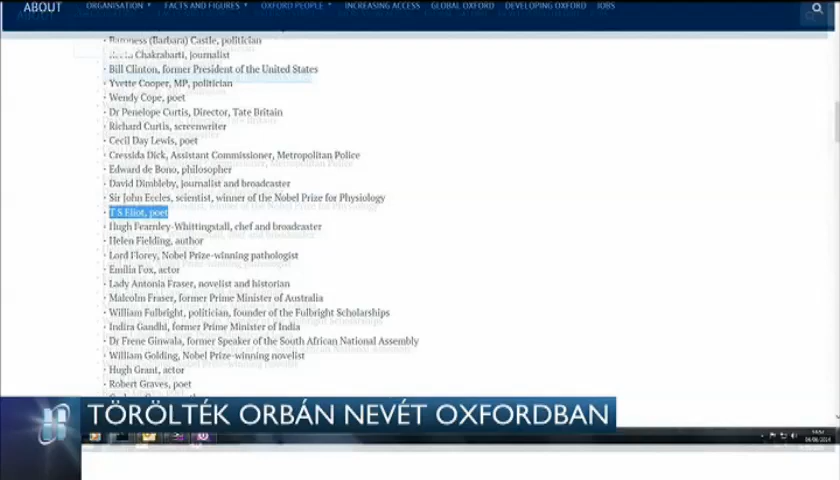 ABOUT ORGANISATION FACTS AND FIGURES OXFORD PEOPLE INCREASING ACCESS GLOBAL OXFORD DEVELOPING OXFORD JOBS
• Baroness (Barbara) Castle, politician
Chakrabarti, journalist
• Bill Clinton, former President of the United States
• Yvette Cooper, MP, politician
• Wendy Cope, poet
• Dr Penelope Curtis, Director, Tate Britain
• Richard Curtis, screenwriter
• Cecil Day Lewis, poet
• Cressida Dick, Assistant Commissioner, Metropolitan Police
• Edward de Bono, philosopher
• David Dimbleby, journalist and broadcaster
• Sir John Eccles, scientist, winner of the Nobel Prize for Physiology
• T S Eliot, poet
• Hugh Fearnley-Whittingstall, chef and broadcaster
• Helen Fielding, author
• Lord Florey, Nobel Prize-winning pathologist
• Emilia Fox, actor
• Lady Antonia Fraser, novelist and historian
• Malcolm Fraser, former Prime Minister of Australia
• William Fulbright, politician, founder of the Fulbright Scholarships
• Indira Gandhi, former Prime Minister of India
• Dr Frene Ginwala, former Speaker of the South African National Assembly
• William Golding, Nobel Prize-winning novelist
• Hugh Grant, actor
• Robert Graves, poet
TÖRÖLTÉK ORBÁN NEVÉT OXFORDBAN